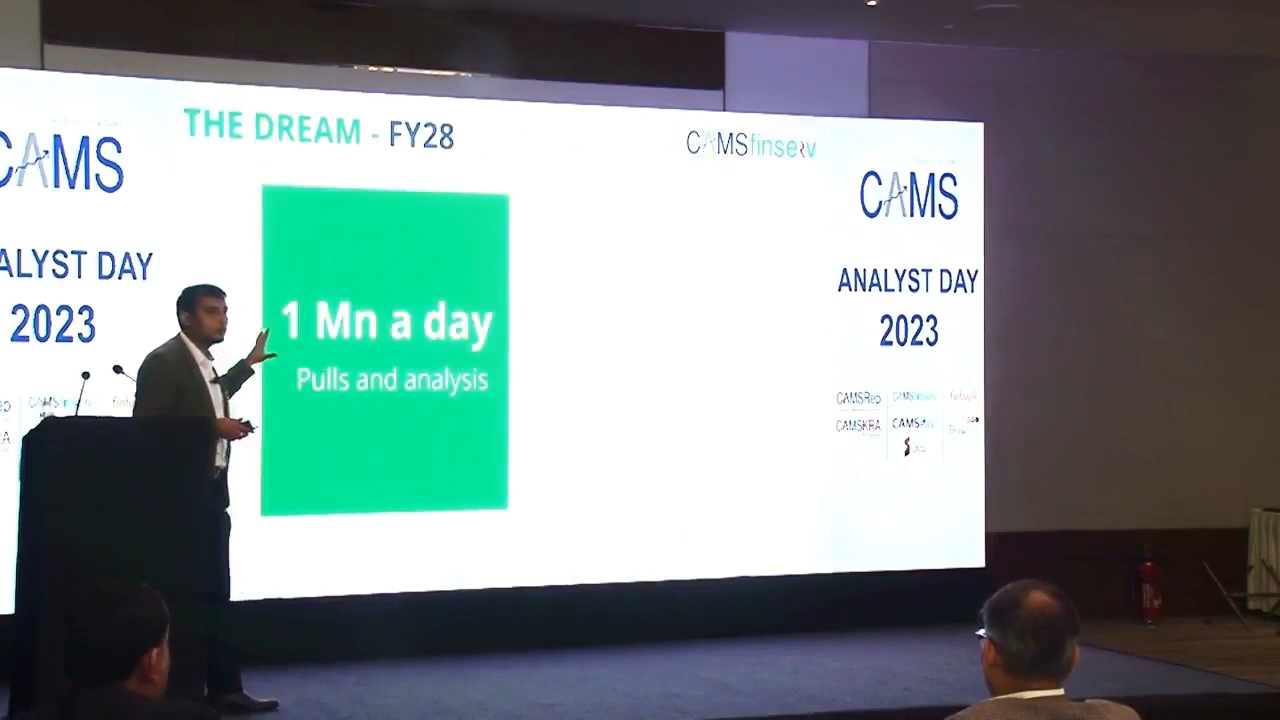 THE DREAM - FY28
CAMSfinserv
1 Mn a day
Pulls and analysis
CAMS
ALYST DAY
2023
CAMS
ANALYST DAY
2023
CAMSRep
CAMSKRA
CAMSPay